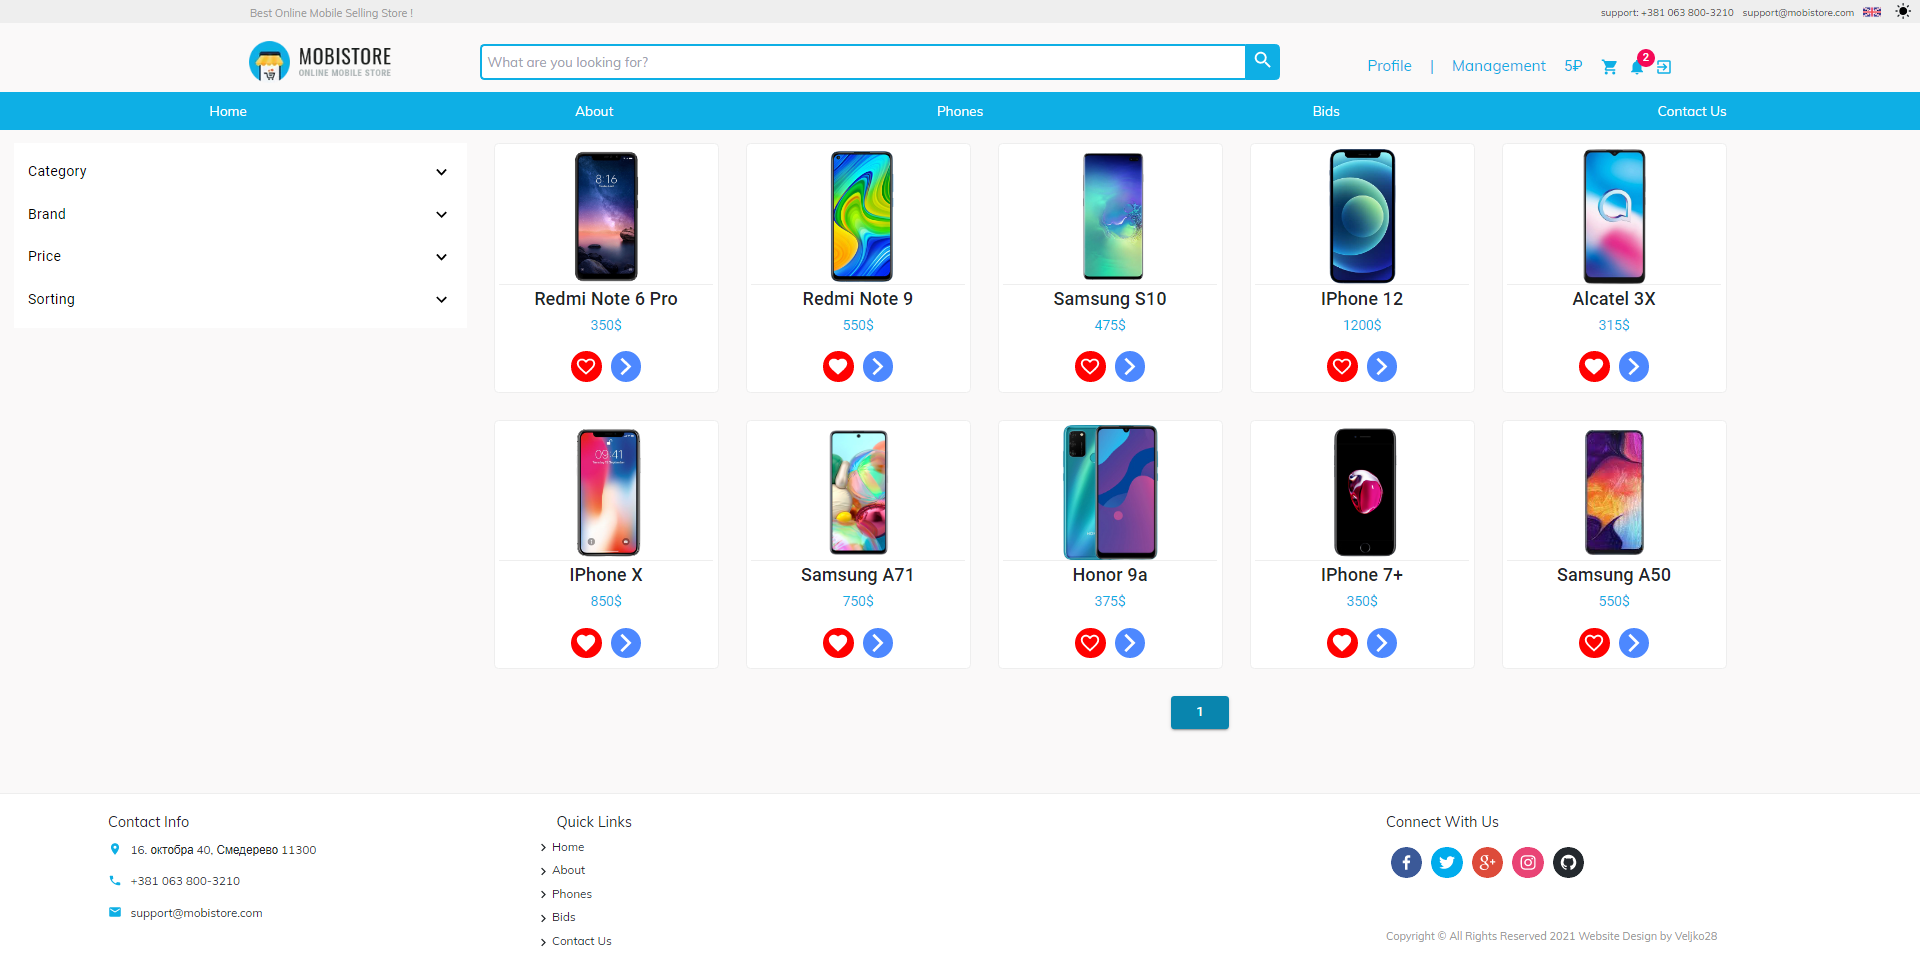 Best Online Mobile Selling Store !
support: +381 063 800-3210 support@mobistore.com
MOBISTORE
ONLINE MOBILE STORE
What are you looking for?
Profile | Management 5₽ 2
Home About Phones Bids Contact Us
Category
Brand
Price
Sorting
8:16
Redmi Note 6 Pro
350$
Redmi Note 9
550$
Samsung S10
475$
IPhone 12
1200$
Alcatel 3X
315$
09:41
IPhone X
850$
Samsung A71
750$
Honor 9a
375$
IPhone 7+
350$
Samsung A50
550$
1
Contact Info
16. октобра 40, Смедерево 11300
+381 063 800-3210
support@mobistore.com
Quick Links
Home
About
Phones
Bids
Contact Us
Connect With Us
Copyright © All Rights Reserved 2021 Website Design by Veljko28